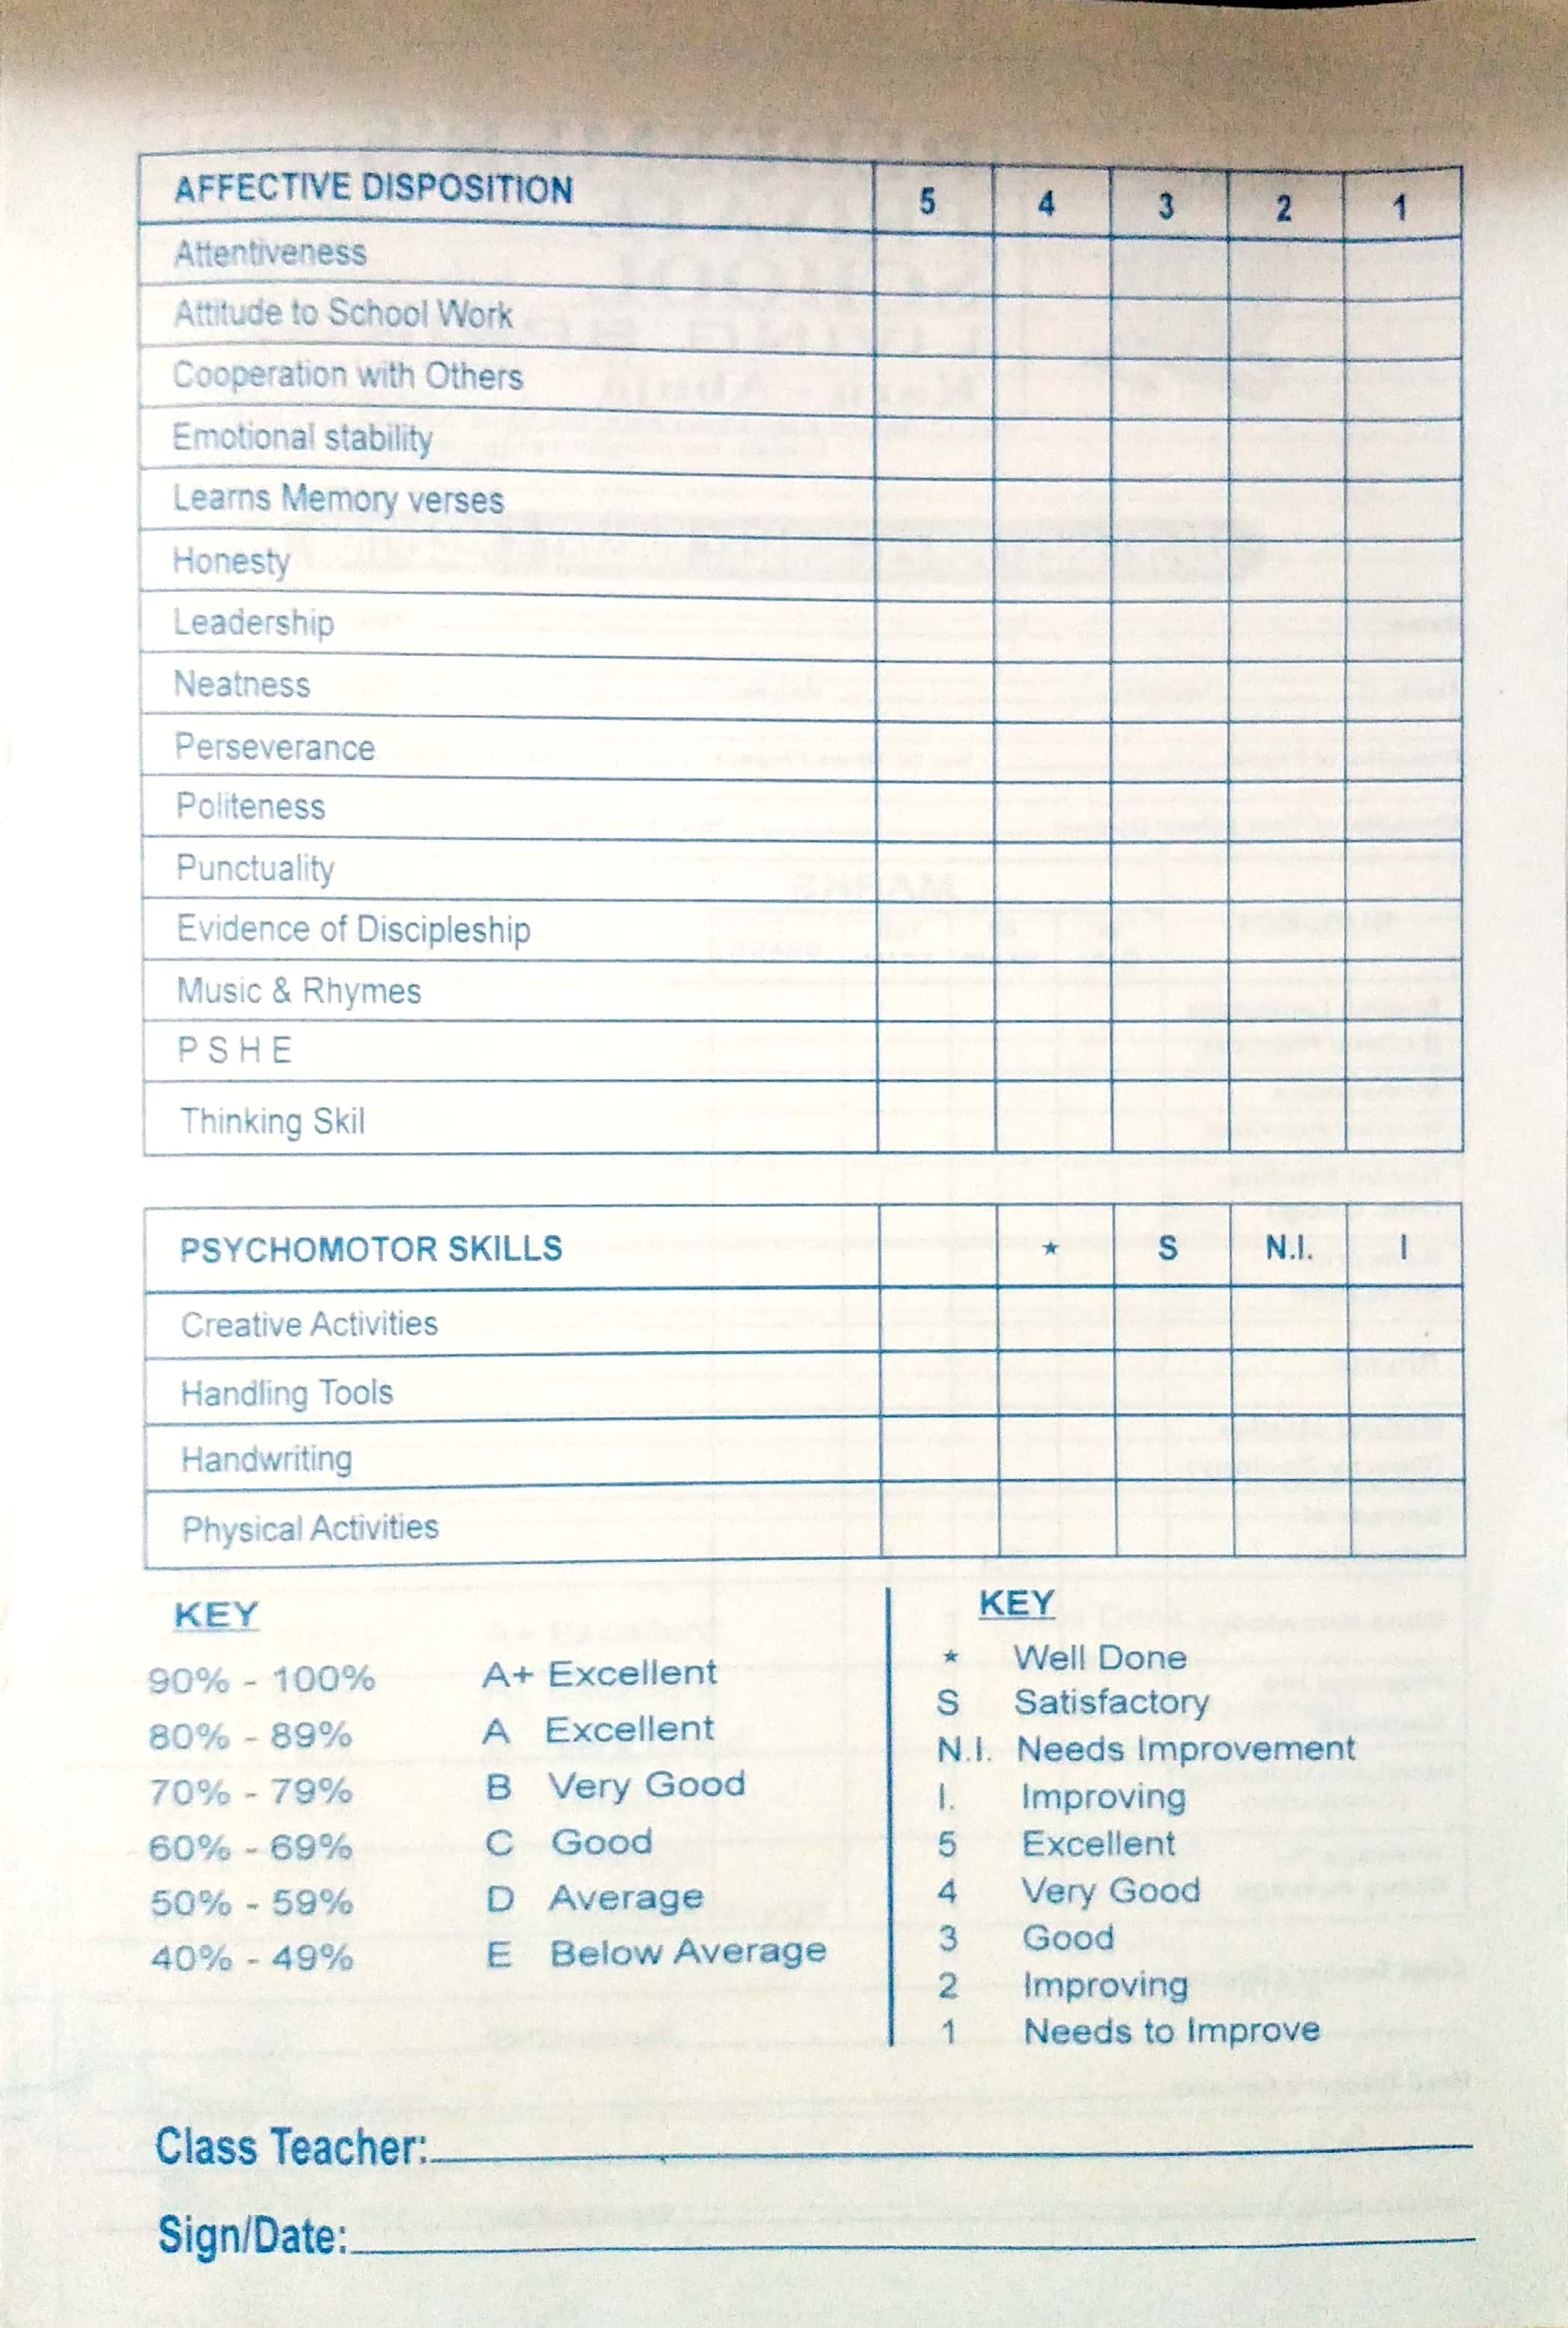 AFFECTIVE DISPOSITION 5 4 3 2 1
Attentiveness
Attitude to School Work
Cooperation with Others
Emotional stability
Learns Memory verses
Honesty
Leadership
Neatness
Perseverance
Politeness
Punctuality
Evidence of Discipleship
Music & Rhymes
P S H E
Thinking Skil
PSYCHOMOTOR SKILLS ★ S N.I. I
Creative Activities
Handling Tools
Handwriting
Physical Activities
KEY
90% - 100% A+ Excellent
80% - 89% A Excellent
70% - 79% B Very Good
60% - 69% C Good
50% - 59% D Average
40% - 49% E Below Average
KEY
★ Well Done
S Satisfactory
N.I. Needs Improvement
I. Improving
5 Excellent
4 Very Good
3 Good
2 Improving
1 Needs to Improve
Class Teacher:
Sign/Date: